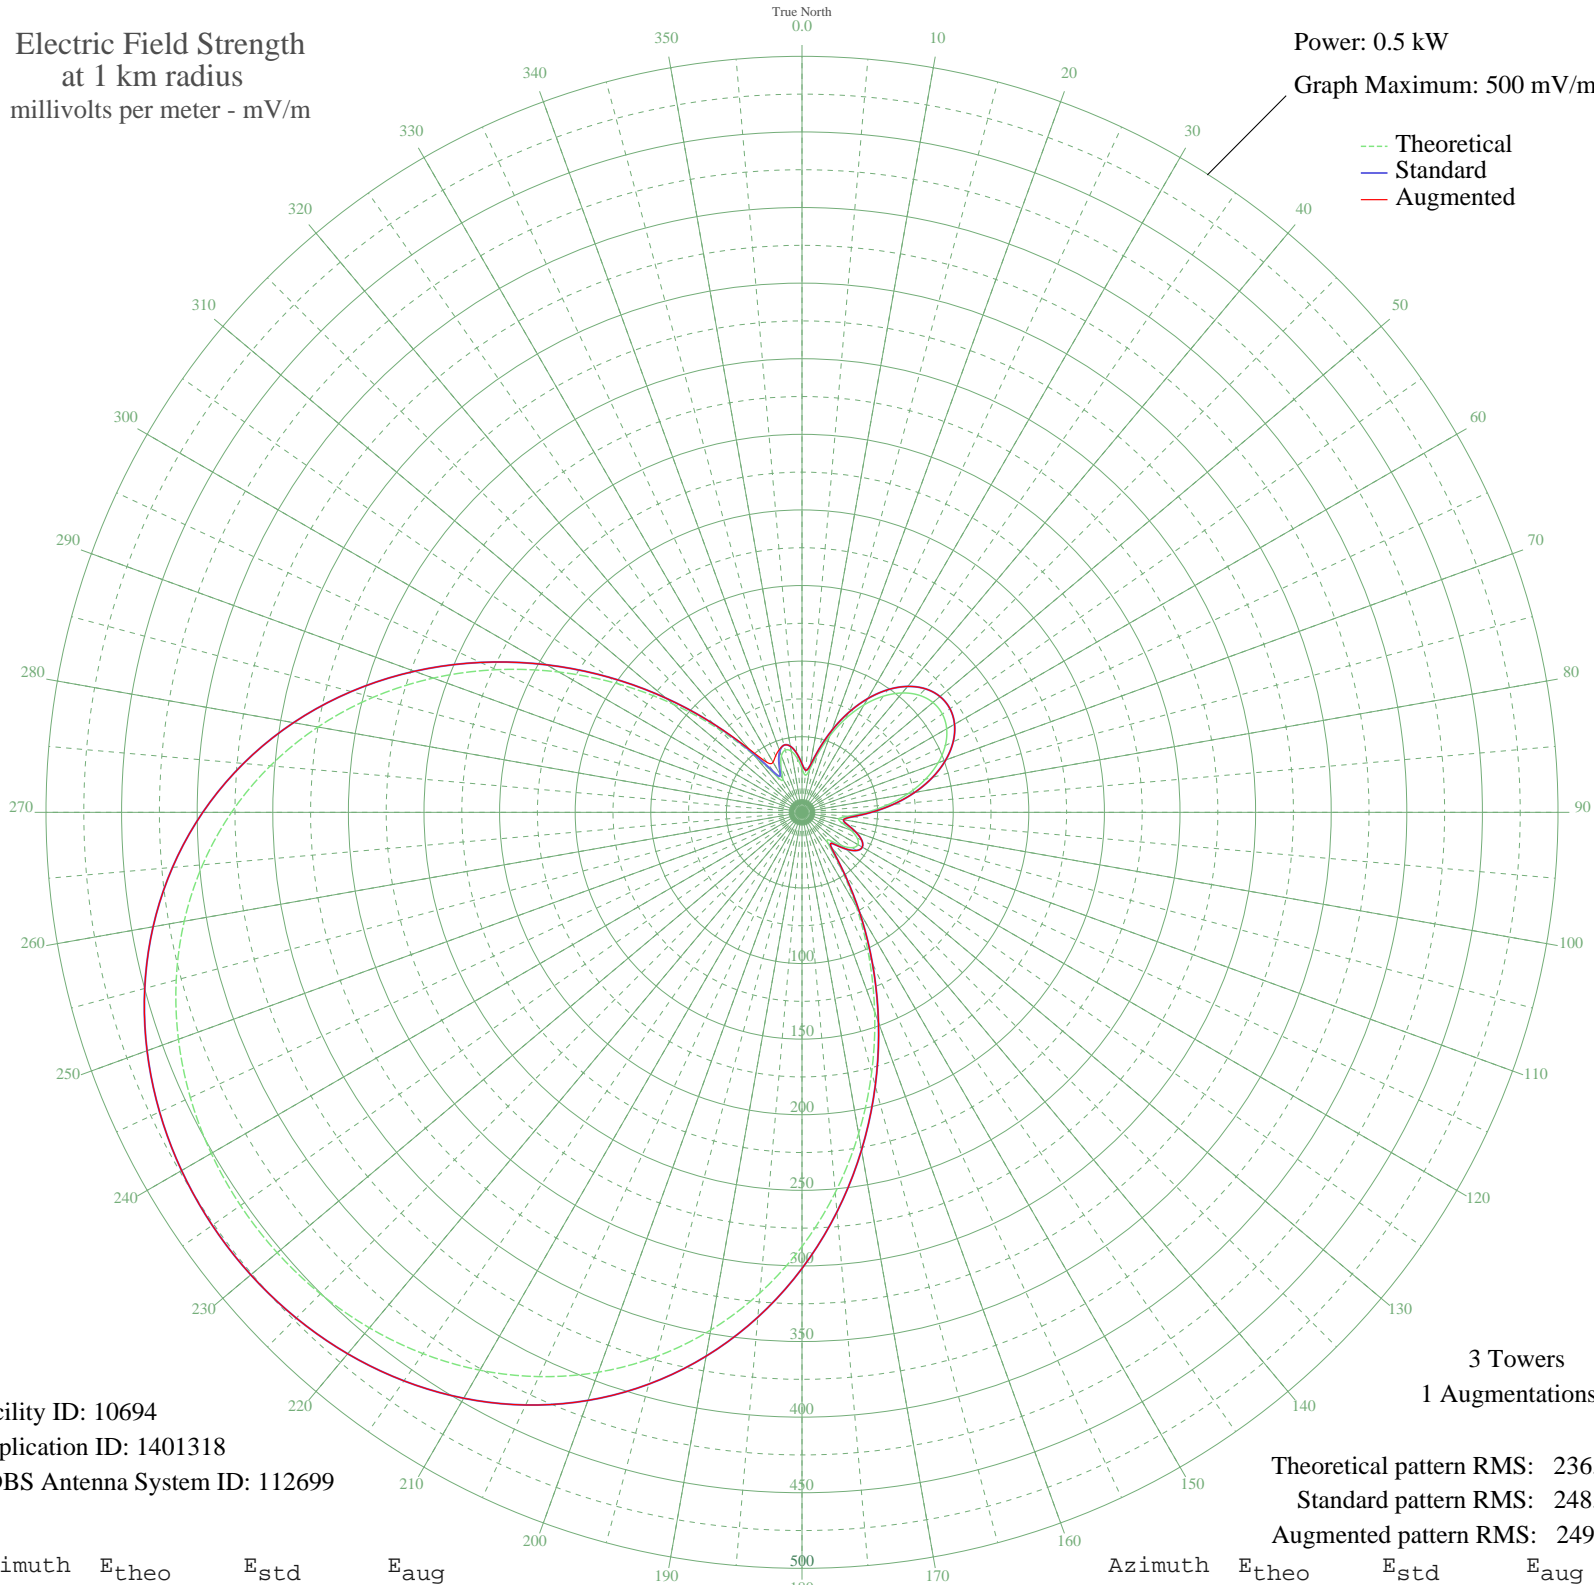 True North
0.0
Electric Field Strength
at 1 km radius
millivolts per meter - mV/m
Power: 0.5 kW
Graph Maximum: 500 mV/m
Theoretical
Standard
Augmented
10
20
30
40
50
60
70
80
90
100
110
120
130
140
150
160
170
190
200
210
220
230
240
250
260
270
280
290
300
310
320
330
340
350
100
150
200
250
300
350
400
450
500
3 Towers
1 Augmentations
cility ID: 10694
plication ID: 1401318
DBS Antenna System ID: 112699
Theoretical pattern RMS: 236
Standard pattern RMS: 248
Augmented pattern RMS: 249
imuth Etheo Estd Eaug
Azimuth Etheo Estd Eaug